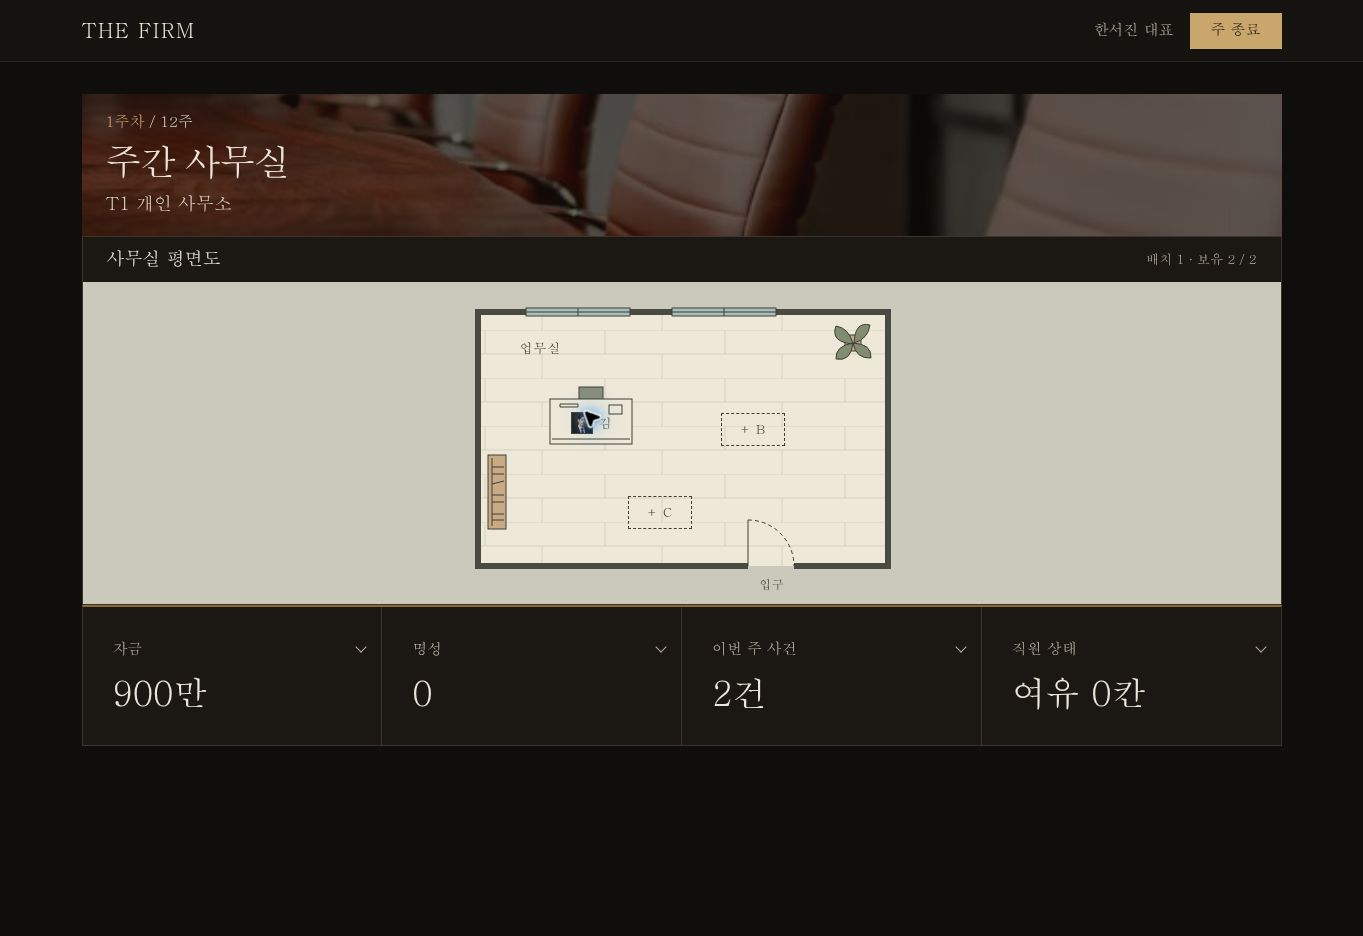 THE FIRM
한서진 대표
주 종료
1주차 / 12주
주간 사무실
T1 개인 사무소
사무실 평면도
배치 1 · 보유 2 / 2
업무실
김
+ B
+ C
입구
자금
900만
명성
0
이번 주 사건
2건
직원 상태
여유 0칸